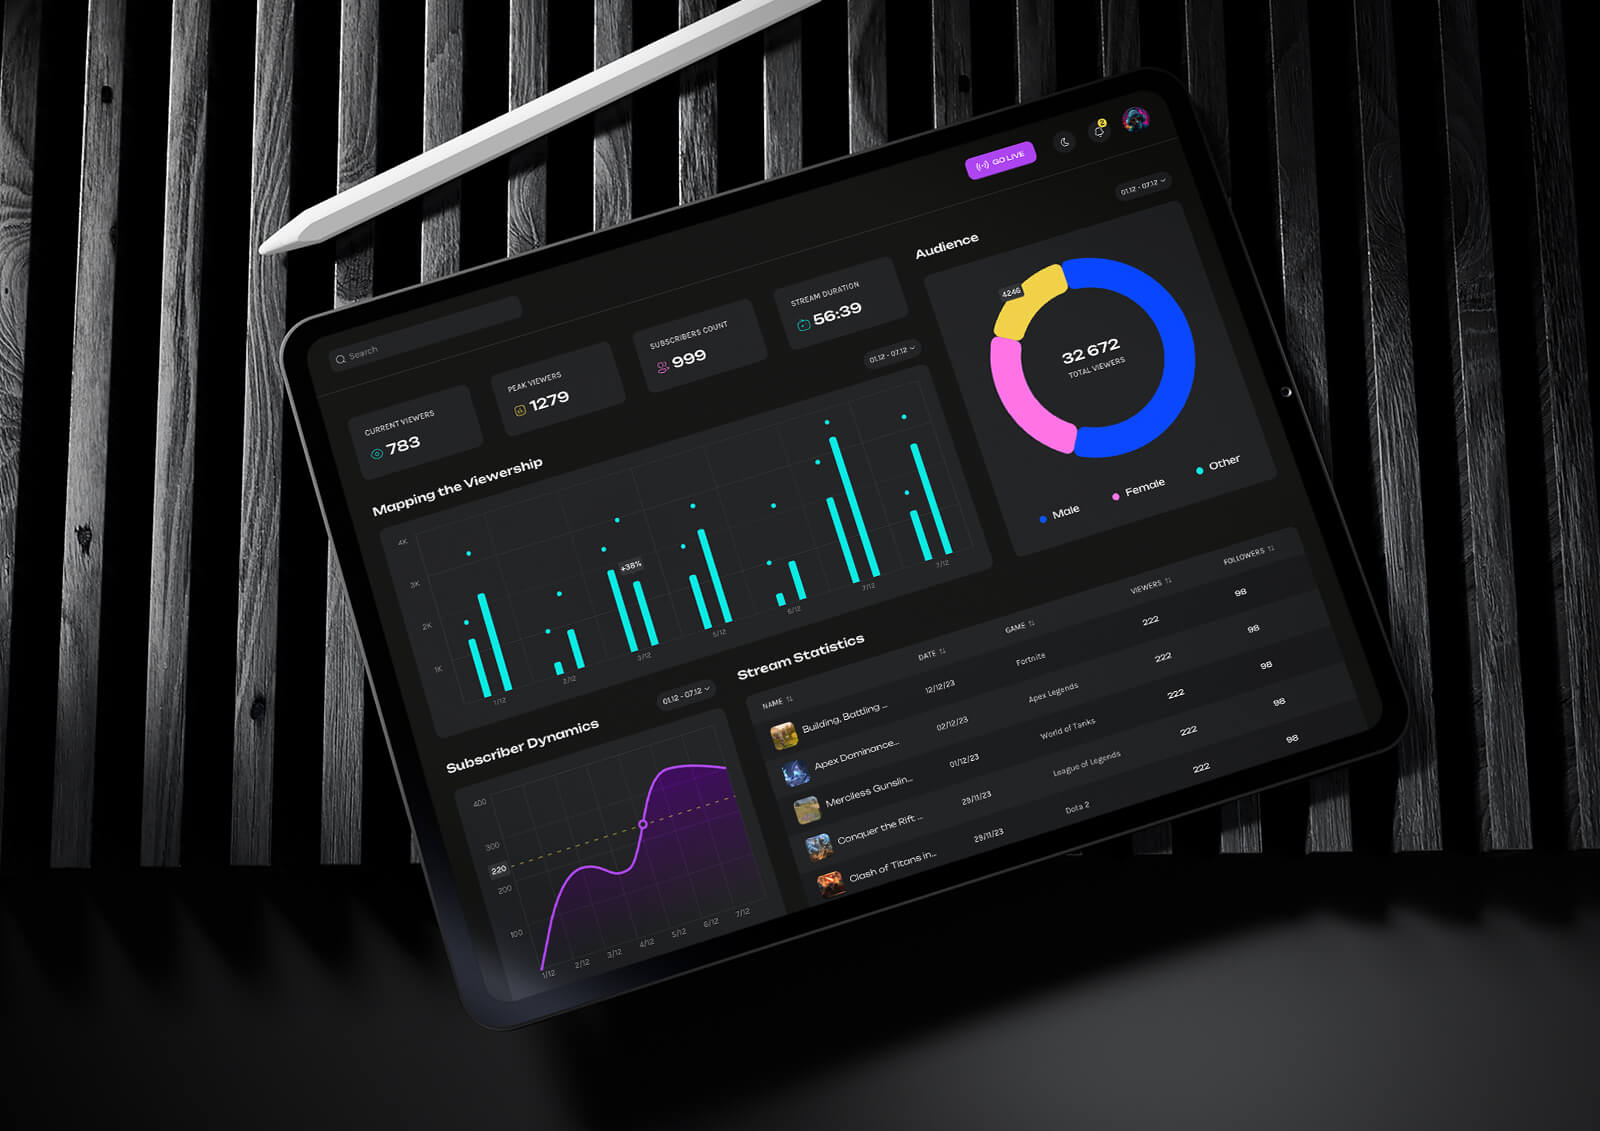 GO LIVE
2
01.12 - 07.12
Search
CURRENT VIEWERS
783
PEAK VIEWERS
1279
SUBSCRIBERS COUNT
999
STREAM DURATION
56:39
Audience
4246
32 672
TOTAL VIEWERS
Male
Female
Other
Mapping the Viewership
01.12 - 07.12
4K
3K
2K
1K
+38%
1/12
2/12
3/12
5/12
6/12
7/12
7/12
Subscriber Dynamics
01.12 - 07.12
400
300
220
200
100
1/12
2/12
3/12
4/12
5/12
6/12
7/12
Stream Statistics
NAME DATE GAME VIEWERS FOLLOWERS
Building, Battling ... 12/12/23 Fortnite 222 98
Apex Dominance... 02/12/23 Apex Legends 222 98
Merciless Gunslin... 01/12/23 World of Tanks 222 98
Conquer the Rift ... 29/11/23 League of Legends 222 98
Clash of Titans in... 29/11/23 Dota 2 222 98